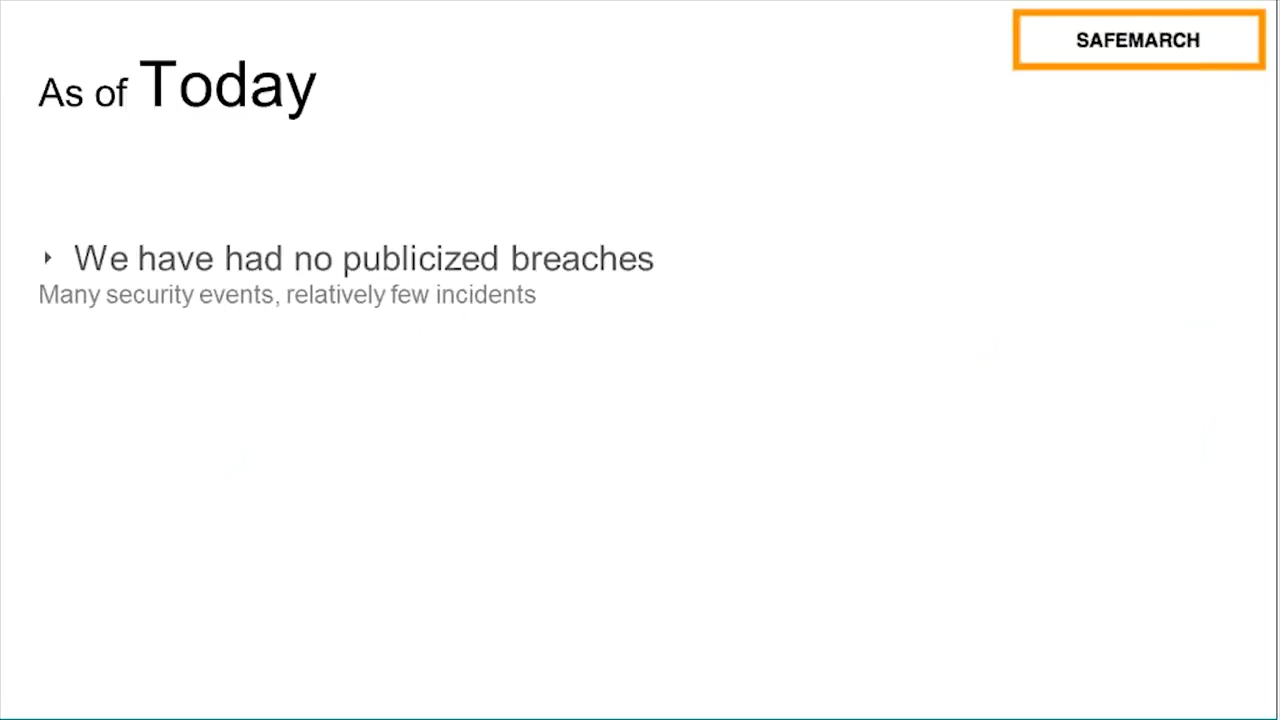 SAFEMARCH
As of Today
‣ We have had no publicized breaches
Many security events, relatively few incidents